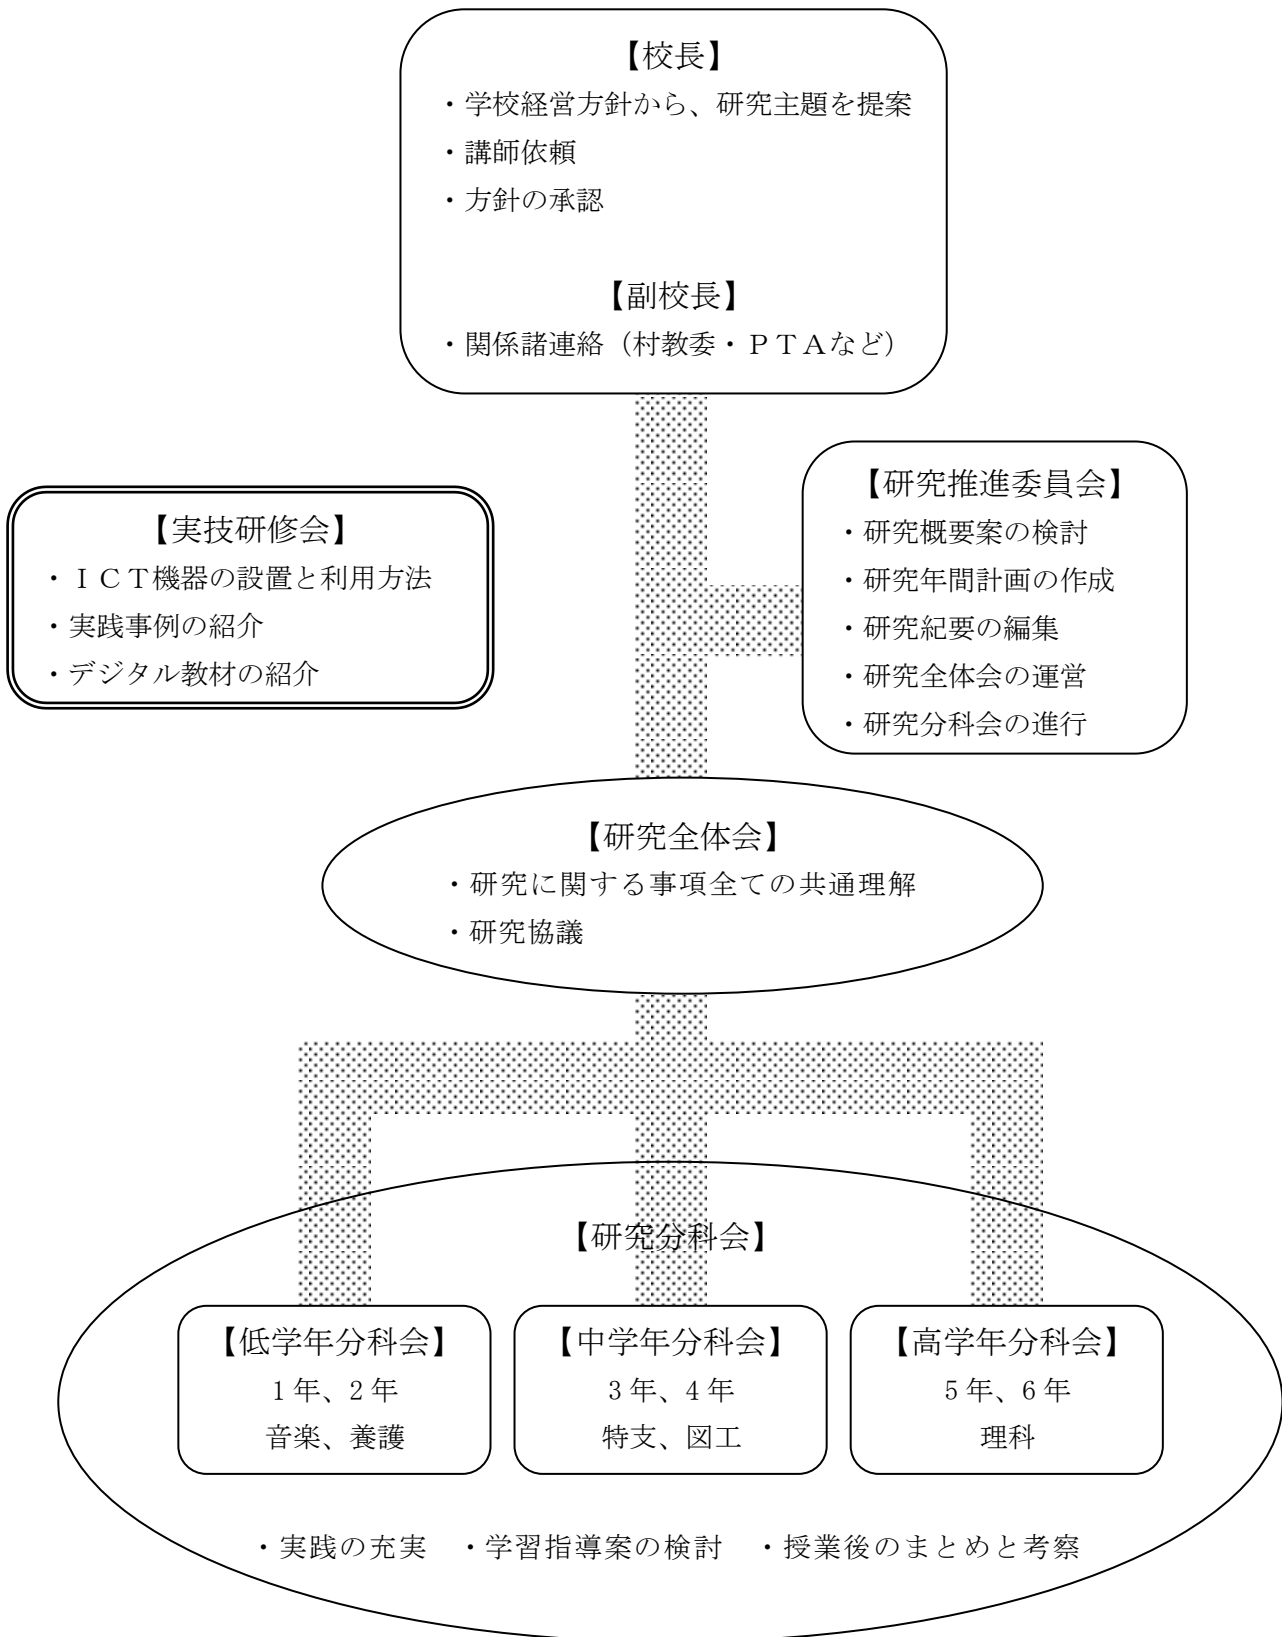 【校長】
・学校経営方針から、研究主題を提案
・講師依頼
・方針の承認
【副校長】
・関係諸連絡（村教委・ＰＴＡなど）
【実技研修会】
・ＩＣＴ機器の設置と利用方法
・実践事例の紹介
・デジタル教材の紹介
【研究推進委員会】
・研究概要案の検討
・研究年間計画の作成
・研究紀要の編集
・研究全体会の運営
・研究分科会の進行
【研究全体会】
・研究に関する事項全ての共通理解
・研究協議
【研究分科会】
【低学年分科会】
1年、2年
音楽、養護
【中学年分科会】
3年、4年
特支、図工
【高学年分科会】
5年、6年
理科
・実践の充実　・学習指導案の検討　・授業後のまとめと考察